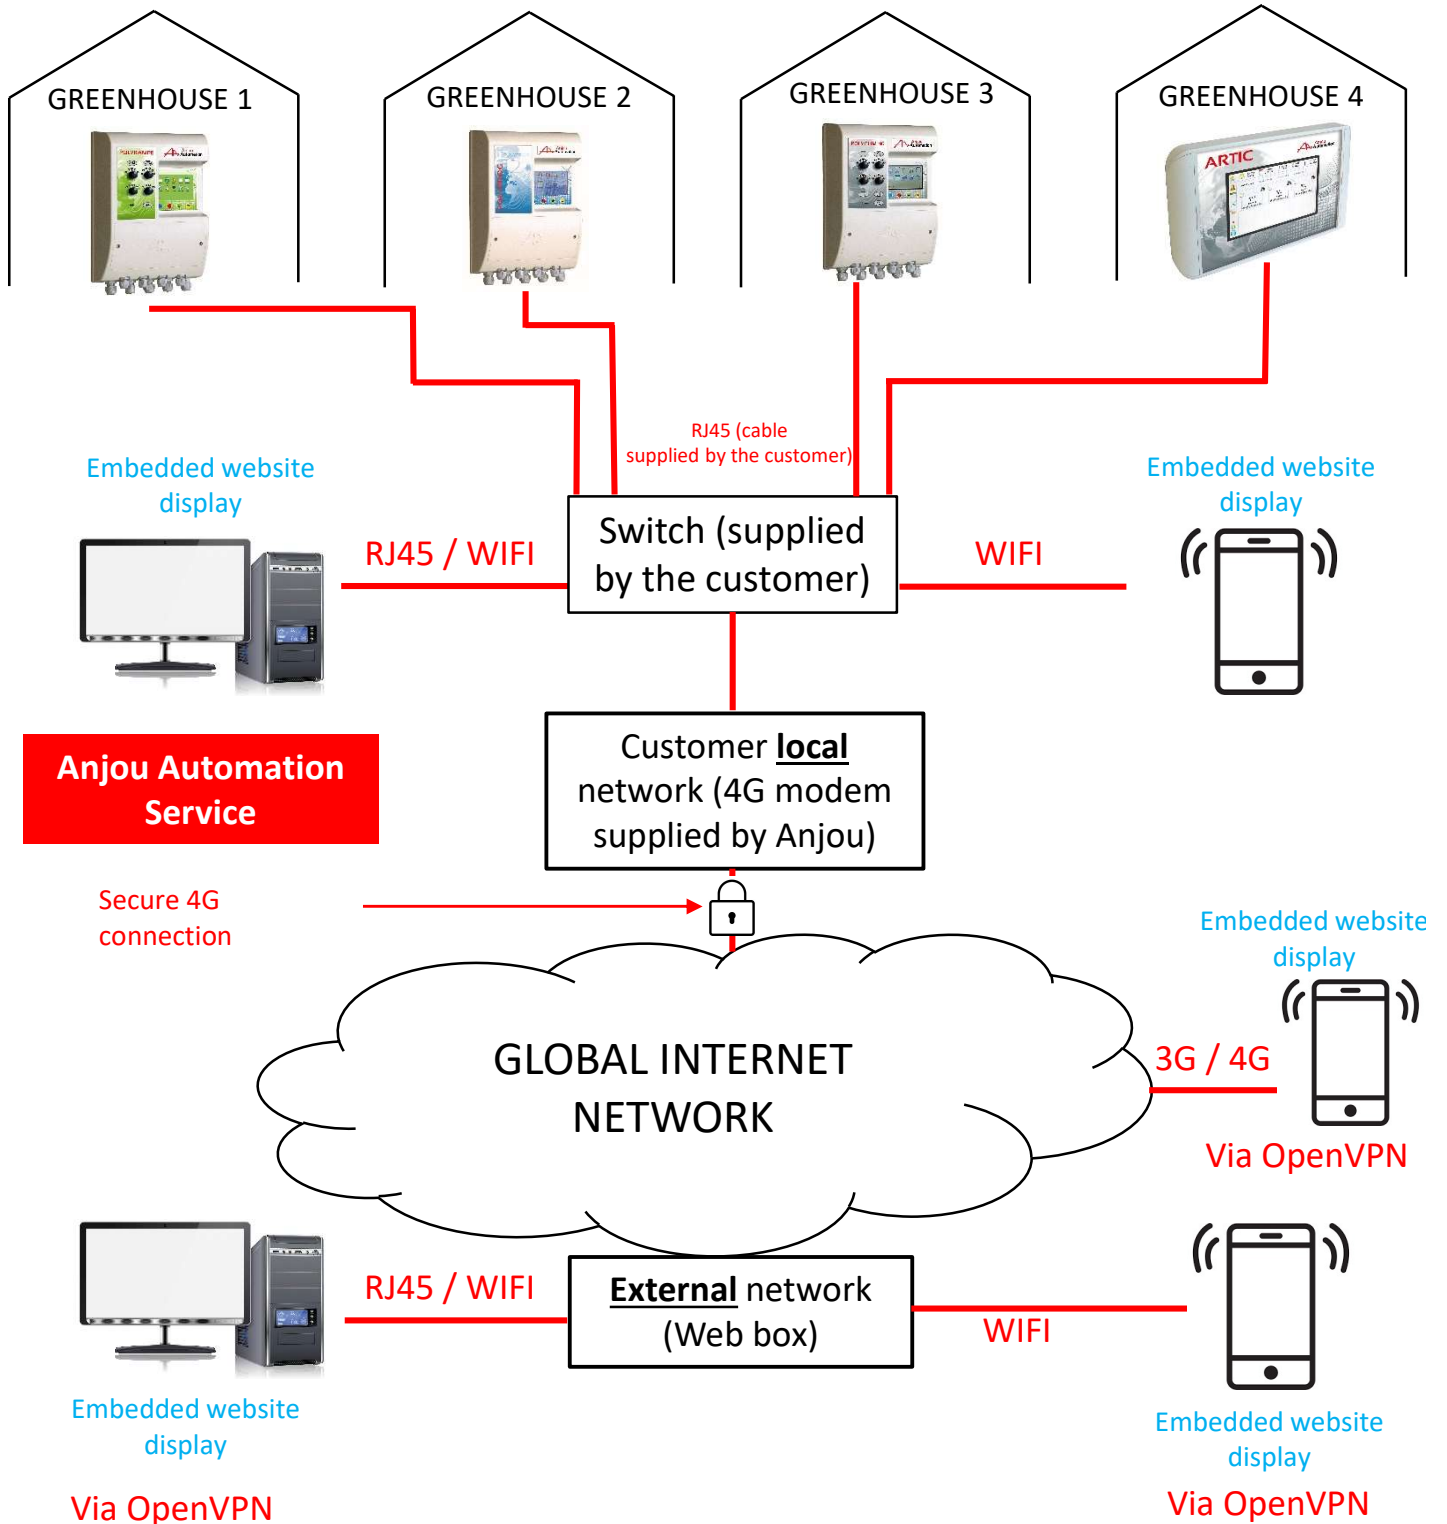 GREENHOUSE 1
GREENHOUSE 2
GREENHOUSE 3
GREENHOUSE 4
ARTIC
RJ45 (cable
supplied by the customer)
Embedded website
display
RJ45 / WIFI
Switch (supplied
by the customer)
WIFI
Embedded website
display
Customer local
network (4G modem
supplied by Anjou)
Anjou Automation
Service
Secure 4G
connection
Embedded website
display
GLOBAL INTERNET
NETWORK
3G / 4G
Via OpenVPN
RJ45 / WIFI
External network
(Web box)
WIFI
Embedded website
display
Via OpenVPN
Embedded website
display
Via OpenVPN